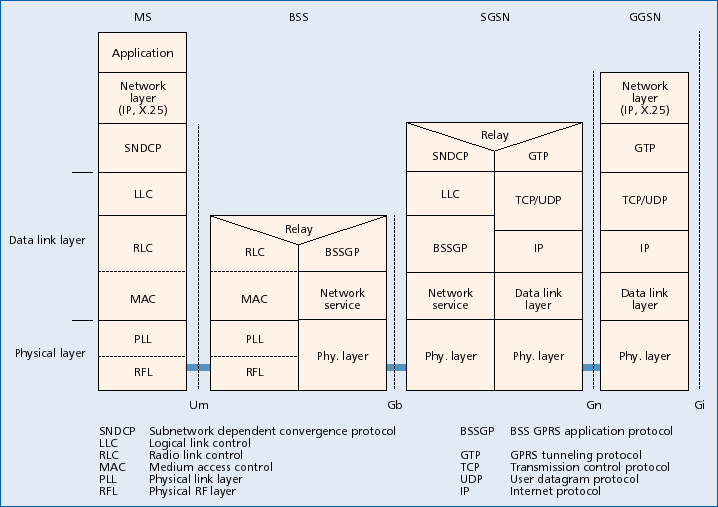 MS BSS SGSN GGSN
Application
Network
layer
(IP, X.25)
SNDCP
LLC
RLC
MAC
PLL
RFL
Data link layer
Physical layer
Relay
RLC BSSGP
MAC
Network
service
PLL
RFL
Phy. layer
Relay
SNDCP GTP
LLC
TCP/UDP
BSSGP
IP
Network
service
Data link
layer
Phy. layer Phy. layer
Network
layer
(IP, X.25)
GTP
TCP/UDP
IP
Data link
layer
Phy. layer
Um Gb Gn Gi
SNDCP Subnetwork dependent convergence protocol
LLC Logical link control
RLC Radio link control
MAC Medium access control
PLL Physical link layer
RFL Physical RF layer
BSSGP BSS GPRS application protocol
GTP GPRS tunneling protocol
TCP Transmission control protocol
UDP User datagram protocol
IP Internet protocol